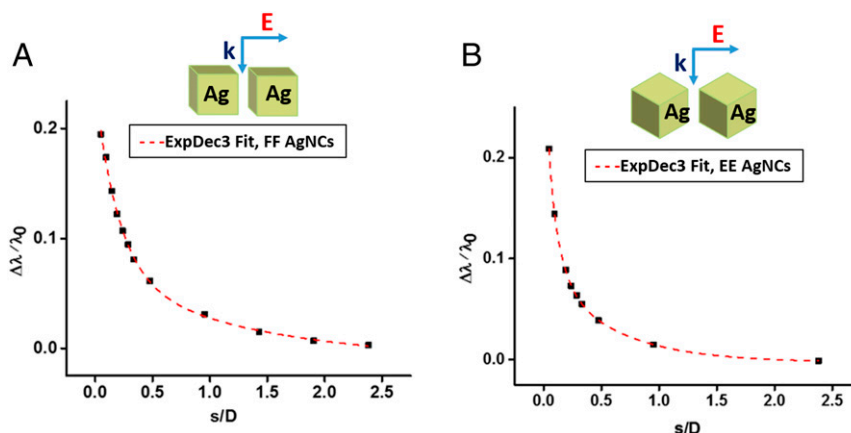 A
E
k
Ag Ag
ExpDec3 Fit, FF AgNCs
Δλ/λ0
0.2
0.1
0.0
0.0 0.5 1.0 1.5 2.0 2.5
s/D
B
E
k
Ag Ag
ExpDec3 Fit, EE AgNCs
Δλ/λ0
0.2
0.1
0.0
0.0 0.5 1.0 1.5 2.0 2.5
s/D